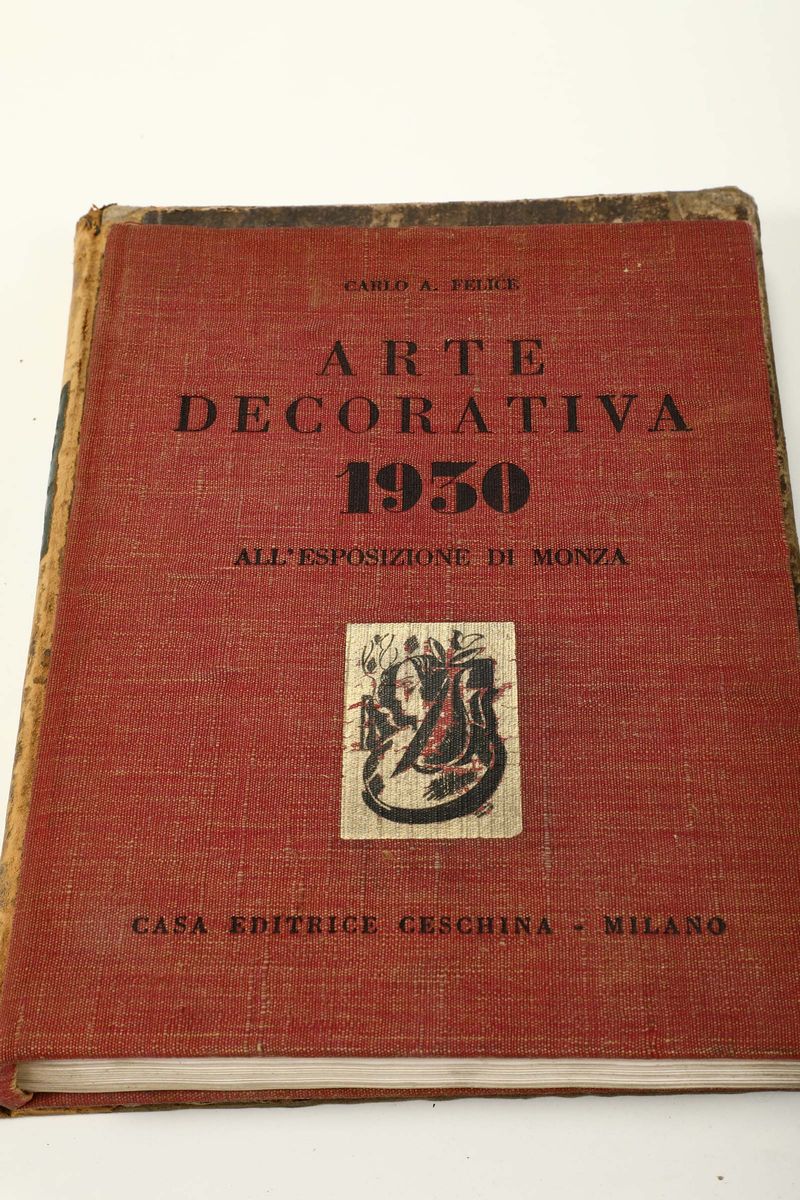 CARLO A. FELICE
ARTE
DECORATIVA
1930
ALL'ESPOSIZIONE DI MONZA
CASA EDITRICE CESCHINA - MILANO